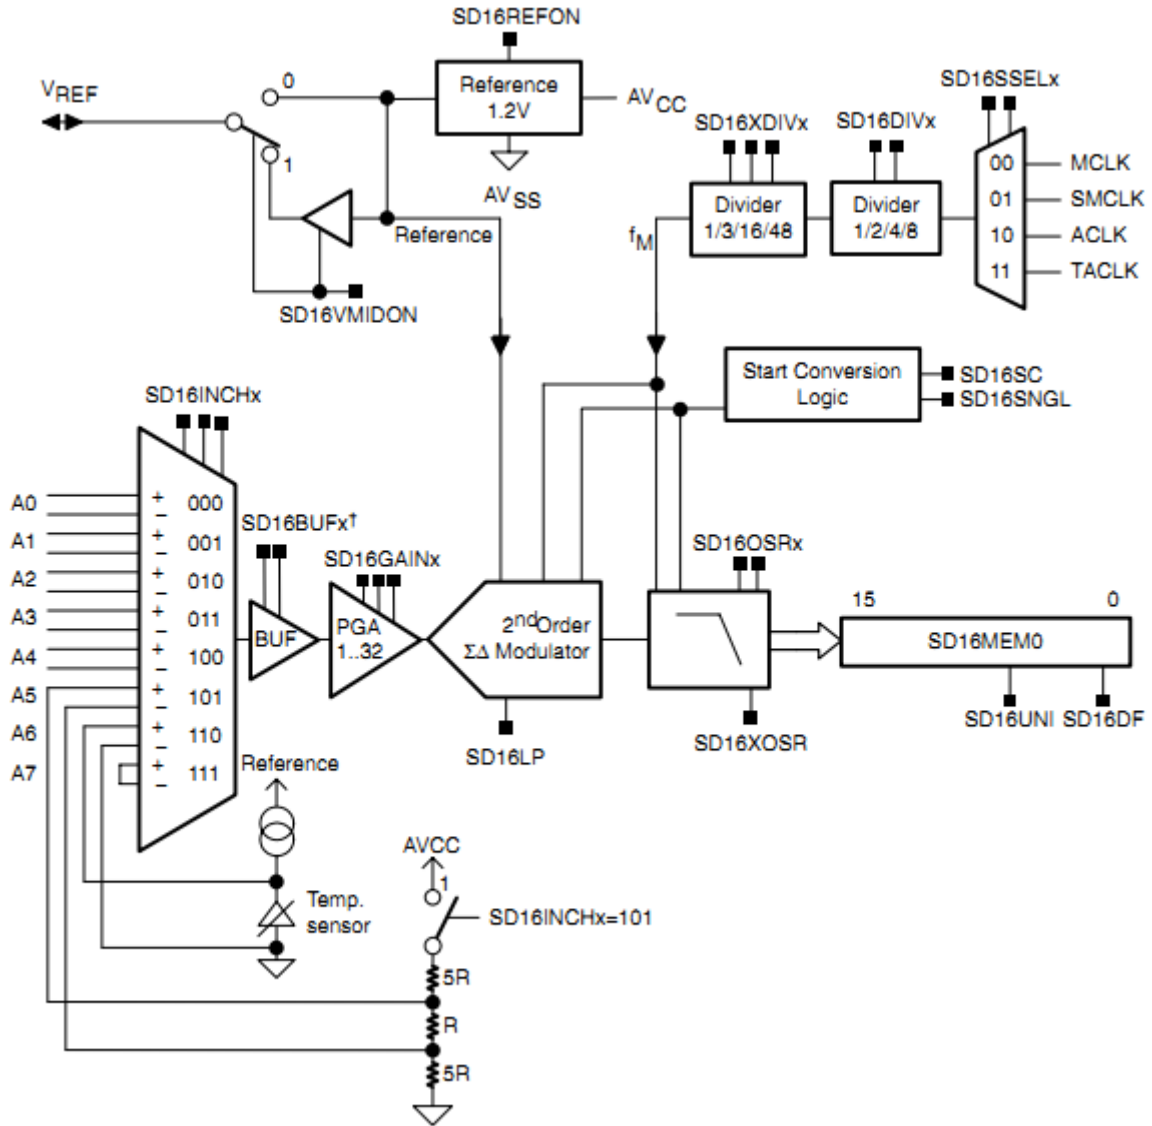 SD16REFON
VREF
0
Reference
1.2V
AVCC
SD16SSELx
SD16XDIVx
SD16DIVx
1
AVSS
Reference
fM
Divider
1/3/16/48
Divider
1/2/4/8
00
MCLK
01
SMCLK
10
ACLK
11
TACLK
SD16VMIDON
Start Conversion
Logic
SD16SC
SD16SNGL
SD16INCHx
A0
+
−
000
A1
+
−
001
A2
+
−
010
A3
+
−
011
A4
+
−
100
A5
+
−
101
A6
+
−
110
A7
+
−
111
SD16BUFx†
BUF
SD16GAINx
PGA
1..32
2nd Order
ΣΔ Modulator
SD16LP
SD16OSRx
SD16XOSR
15
0
SD16MEM0
SD16UNI
SD16DF
Reference
Temp.
sensor
AVCC
1
SD16INCHx=101
5R
R
5R